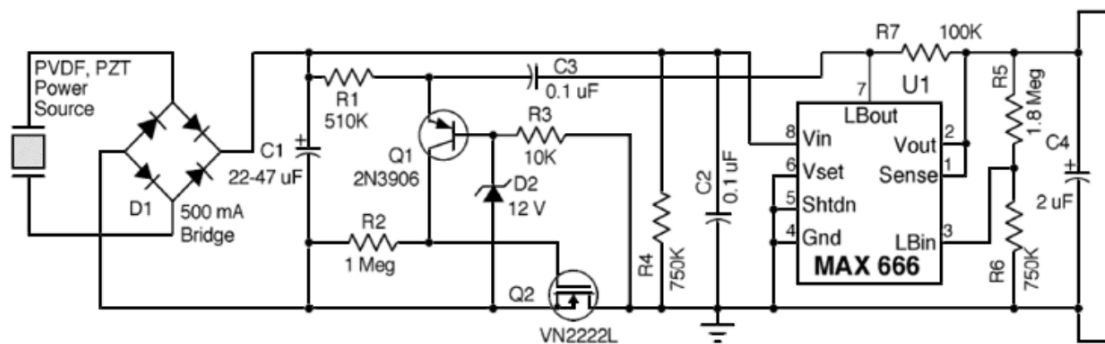 PVDF, PZT
Power
Source
D1
500 mA
Bridge
C1
22-47 uF
+
R1
510K
Q1
2N3906
R2
1 Meg
C3
0.1 uF
R3
10K
D2
12 V
Q2
VN2222L
R4
750K
C2
0.1 uF
R7
100K
U1
7
LBout
8
Vin
6
Vset
5
Shtdn
4
Gnd
2
Vout
1
Sense
3
LBin
MAX 666
R5
1.8 Meg
R6
750K
C4
+
2 uF